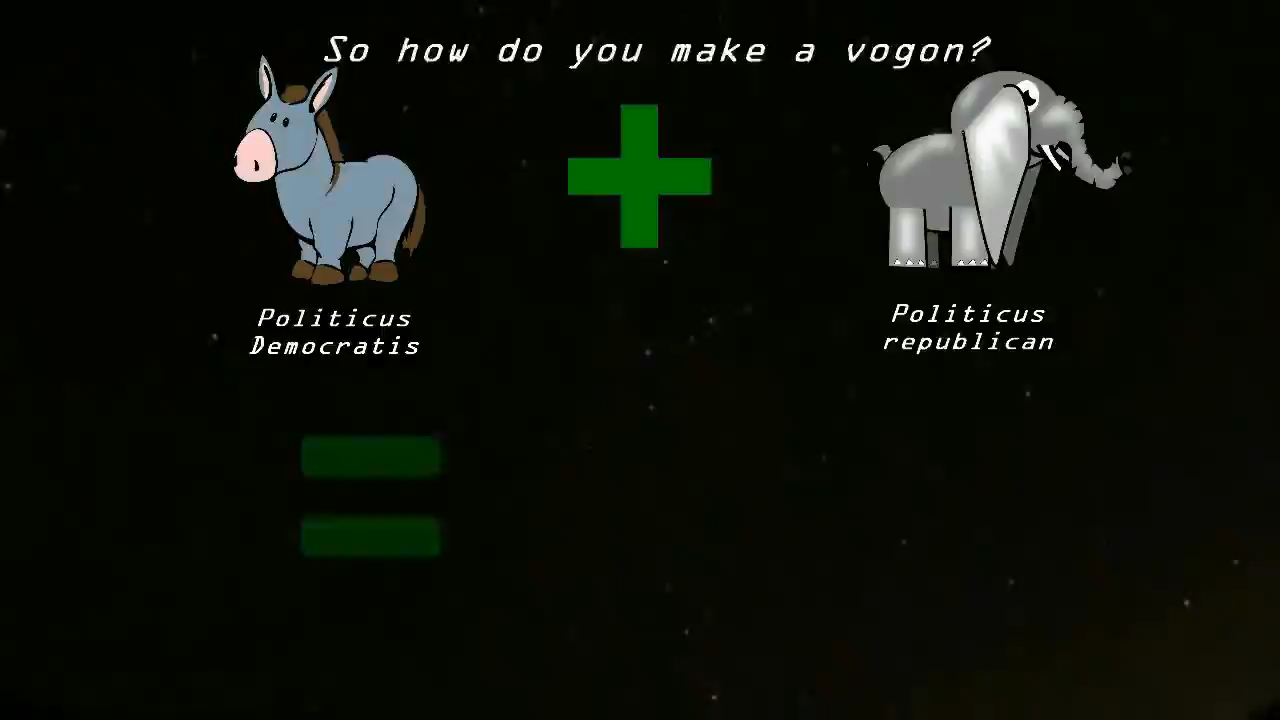 So how do you make a vogon?
Politicus
Democratis
Politicus
republican